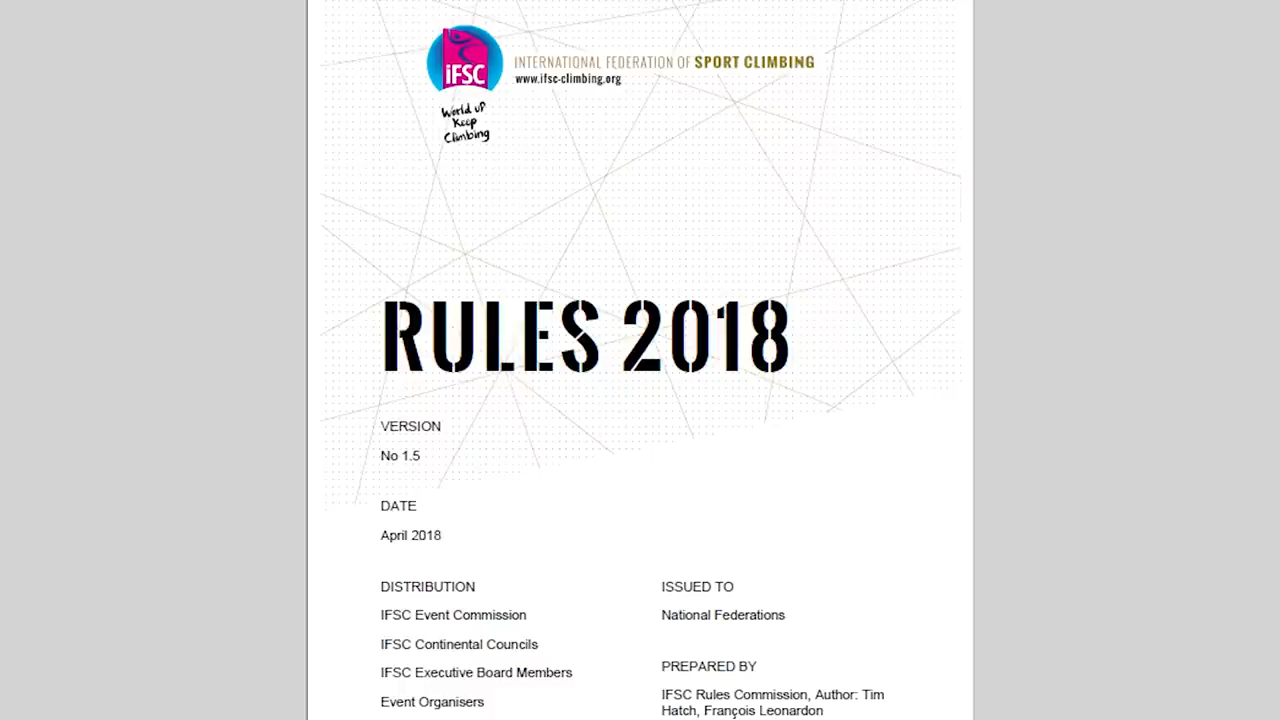 iFSC
INTERNATIONAL FEDERATION OF SPORT CLIMBING
www.ifsc-climbing.org
World up
Keep
Climbing
RULES 2018
VERSION
No 1.5
DATE
April 2018
DISTRIBUTION
IFSC Event Commission
IFSC Continental Councils
IFSC Executive Board Members
Event Organisers
ISSUED TO
National Federations
PREPARED BY
IFSC Rules Commission, Author: Tim
Hatch, François Leonardon